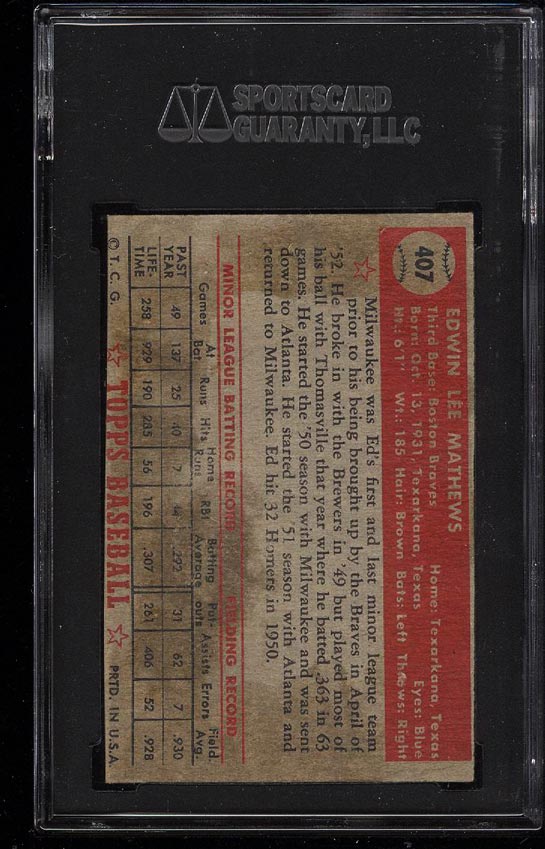 SPORTSCARD
GUARANTY, LLC
407
EDWIN LEE MATHEWS
Third Base: Boston Braves Home: Texarkana, Texas
Born: Oct. 13, 1931, Texarkana, Texas Eyes: Blue
Ht.: 6'1" Wt.: 185 Hair: Brown Bats: Left Throws: Right
Milwaukee was Ed's first and last minor league team
prior to his being brought up by the Braves in April of
'52. He broke in with the Brewers in '49 but played most of
his ball with Thomasville that year where he batted .363 in 63
games. He started the '50 season with Milwaukee and was sent
down to Atlanta. He started the '51 season with Atlanta and
returned to Milwaukee. Ed hit 32 Homers in 1950.
MINOR LEAGUE BATTING RECORD FIELDING RECORD
Games At Bat Runs Hits Home Runs RBI Batting Average Put-outs Assists Errors Field. Avg.
PAST YEAR 49 137 25 40 7 .292 31 62 7 .930
LIFE-TIME 258 929 190 285 56 196 .307 261 406 52 .928
© T.C.G. TOPPS BASEBALL PRTD. IN U.S.A.